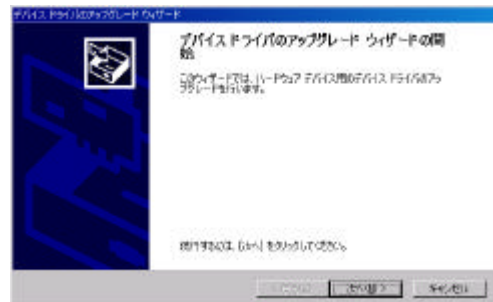 デバイス ドライバのアップグレード ウィザード
デバイス ドライバのアップグレード ウィザードの開
始
このウィザードでは、ハードウェア デバイス用のデバイス ドライバのアッ
プグレードを行います。
続行するには、[次へ] をクリックしてください。
次へ(N) >
キャンセル